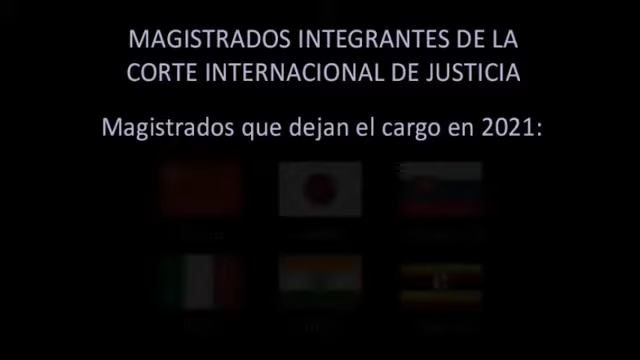 MAGISTRADOS INTEGRANTES DE LA
CORTE INTERNACIONAL DE JUSTICIA
Magistrados que dejan el cargo en 2021: